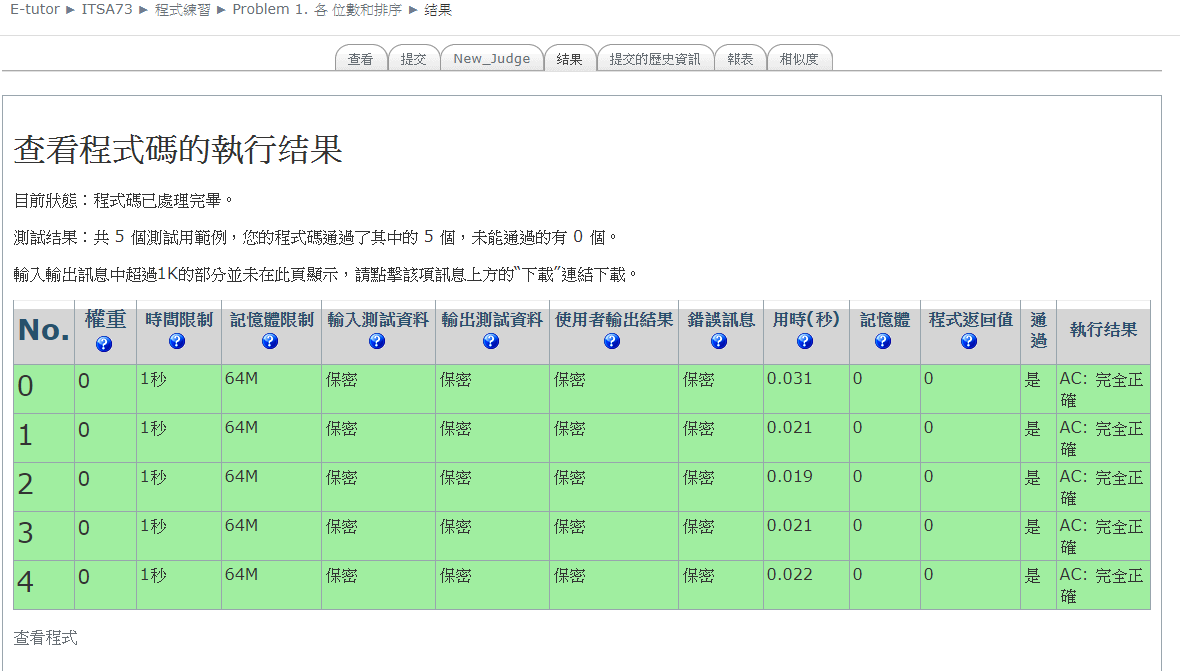 E-tutor ► ITSA73 ► 程式練習 ► Problem 1. 各 位數和排序 ► 结果
查看 提交 New_Judge 结果 提交的歷史資訊 報表 相似度
查看程式碼的執行结果
目前狀態：程式碼已處理完畢。
測試结果：共 5 個測試用範例，您的程式碼通過了其中的 5 個，未能通過的有 0 個。
輸入輸出訊息中超過1K的部分並未在此頁顯示，請點擊該項訊息上方的“下載”連結下載。
No. 權重 時間限制 記憶體限制 輸入測試資料 輸出測試資料 使用者輸出結果 錯誤訊息 用時(秒) 記憶體 程式返回值 通過 執行结果
0 0 1秒 64M 保密 保密 保密 保密 0.031 0 0 是 AC: 完全正確
1 0 1秒 64M 保密 保密 保密 保密 0.021 0 0 是 AC: 完全正確
2 0 1秒 64M 保密 保密 保密 保密 0.019 0 0 是 AC: 完全正確
3 0 1秒 64M 保密 保密 保密 保密 0.021 0 0 是 AC: 完全正確
4 0 1秒 64M 保密 保密 保密 保密 0.022 0 0 是 AC: 完全正確
查看程式